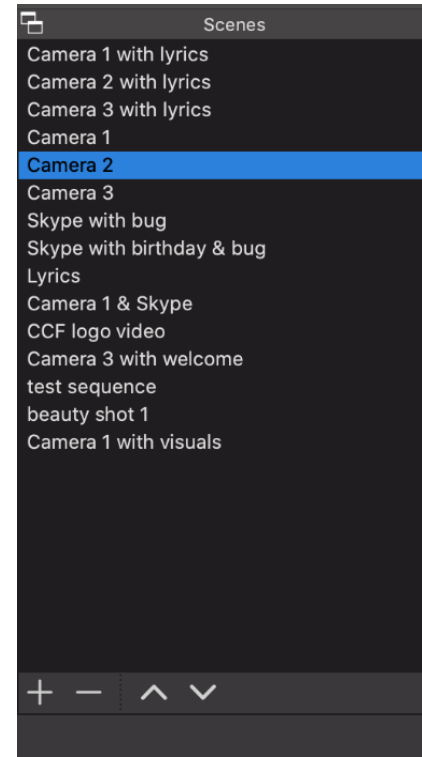 Scenes
Camera 1 with lyrics
Camera 2 with lyrics
Camera 3 with lyrics
Camera 1
Camera 2
Camera 3
Skype with bug
Skype with birthday & bug
Lyrics
Camera 1 & Skype
CCF logo video
Camera 3 with welcome
test sequence
beauty shot 1
Camera 1 with visuals